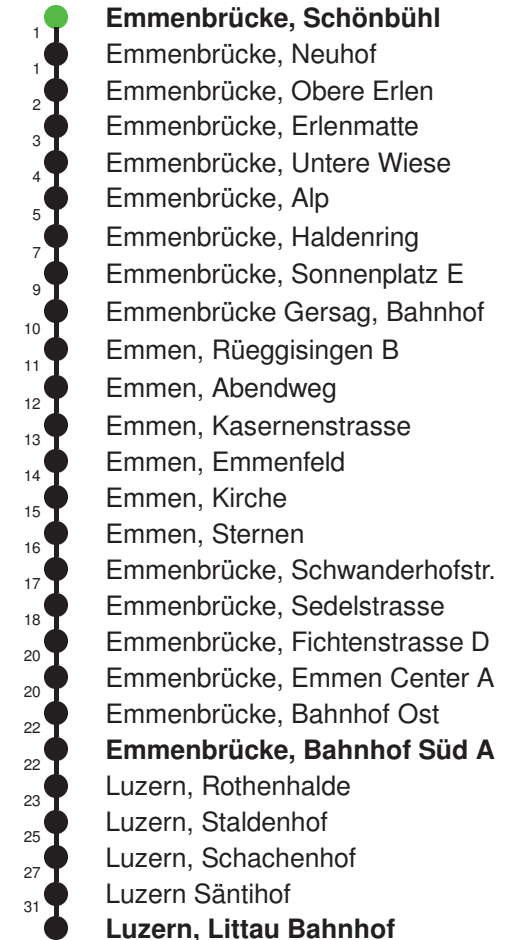 Emmenbrücke, Schönbühl
1
Emmenbrücke, Neuhof
1
Emmenbrücke, Obere Erlen
2
Emmenbrücke, Erlenmatte
3
Emmenbrücke, Untere Wiese
4
Emmenbrücke, Alp
5
Emmenbrücke, Haldenring
7
Emmenbrücke, Sonnenplatz E
9
Emmenbrücke Gersag, Bahnhof
10
Emmen, Rüeggisingen B
11
Emmen, Abendweg
12
Emmen, Kasernenstrasse
13
Emmen, Emmenfeld
14
Emmen, Kirche
15
Emmen, Sternen
16
Emmenbrücke, Schwanderhofstr.
17
Emmenbrücke, Sedelstrasse
18
Emmenbrücke, Fichtenstrasse D
20
Emmenbrücke, Emmen Center A
20
Emmenbrücke, Bahnhof Ost
22
Emmenbrücke, Bahnhof Süd A
22
Luzern, Rothenhalde
23
Luzern, Staldenhof
25
Luzern, Schachenhof
27
Luzern Säntihof
31
Luzern, Littau Bahnhof